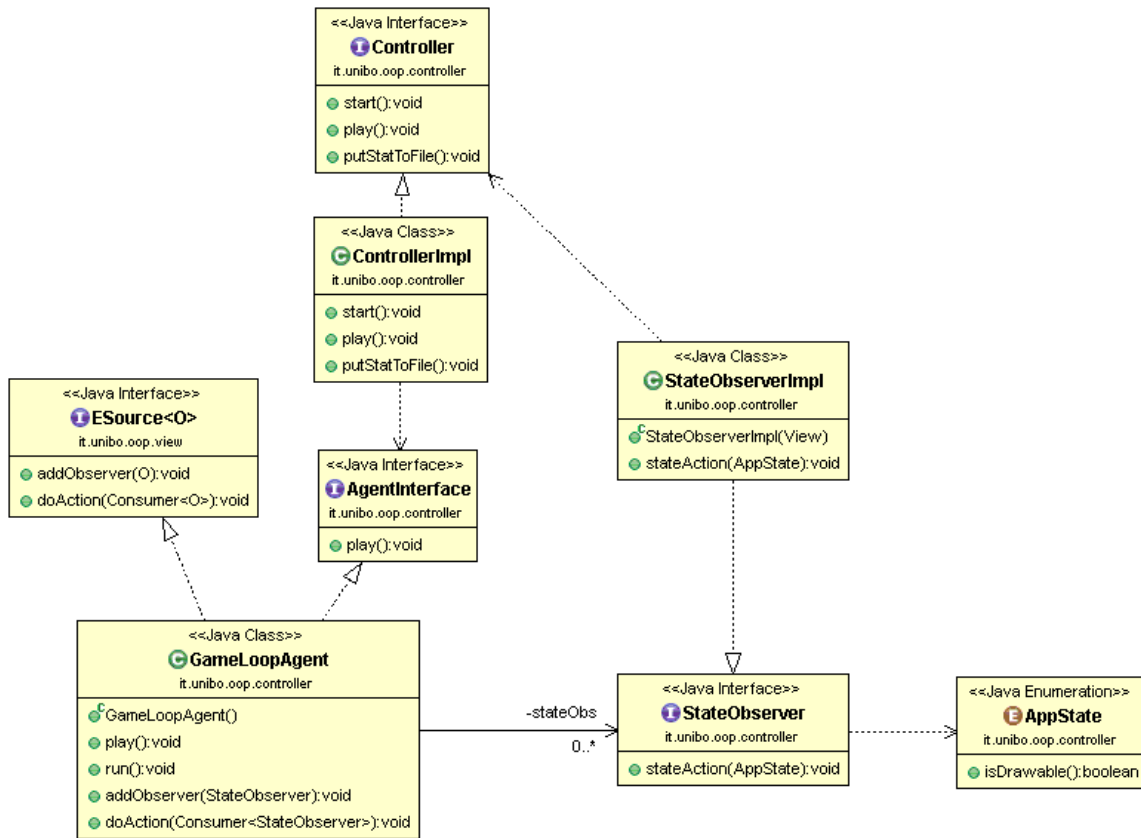 <<Java Interface>>
Controller
it.unibo.oop.controller
start():void
play():void
putStatToFile():void
<<Java Class>>
ControllerImpl
it.unibo.oop.controller
start():void
play():void
putStatToFile():void
<<Java Class>>
StateObserverImpl
it.unibo.oop.controller
StateObserverImpl(View)
stateAction(AppState):void
<<Java Interface>>
ESource<O>
it.unibo.oop.view
addObserver(O):void
doAction(Consumer<O>):void
<<Java Interface>>
AgentInterface
it.unibo.oop.controller
play():void
<<Java Class>>
GameLoopAgent
it.unibo.oop.controller
GameLoopAgent()
play():void
run():void
addObserver(StateObserver):void
doAction(Consumer<StateObserver>):void
-stateObs
0..*
<<Java Interface>>
StateObserver
it.unibo.oop.controller
stateAction(AppState):void
<<Java Enumeration>>
AppState
it.unibo.oop.controller
isDrawable():boolean